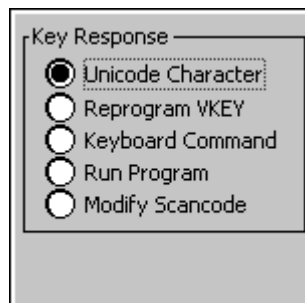 Key Response
Unicode Character
Reprogram VKEY
Keyboard Command
Run Program
Modify Scancode